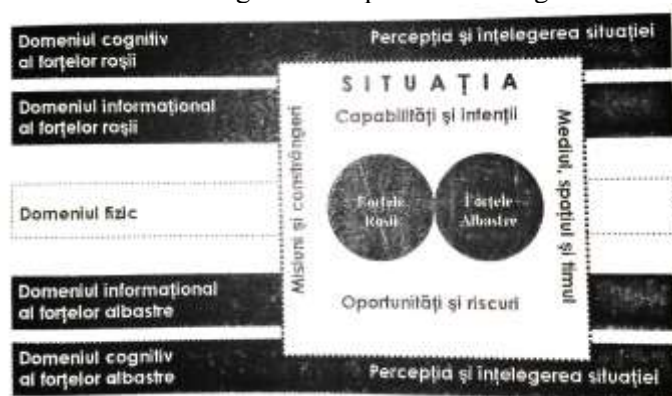 Domeniul cognitiv
al forțelor roșii
Percepția și înțelegerea situației
SITUAȚIA
Domeniul informațional
al forțelor roșii
Capabilități și intenții
Misiuni și constrângeri
Mediul, spațiul și timul
Forțele
Roșii
Forțele
Albastre
Domeniul fizic
Oportunități și riscuri
Domeniul informațional
al forțelor albastre
Domeniul cognitiv
al forțelor albastre
Percepția și înțelegerea situației